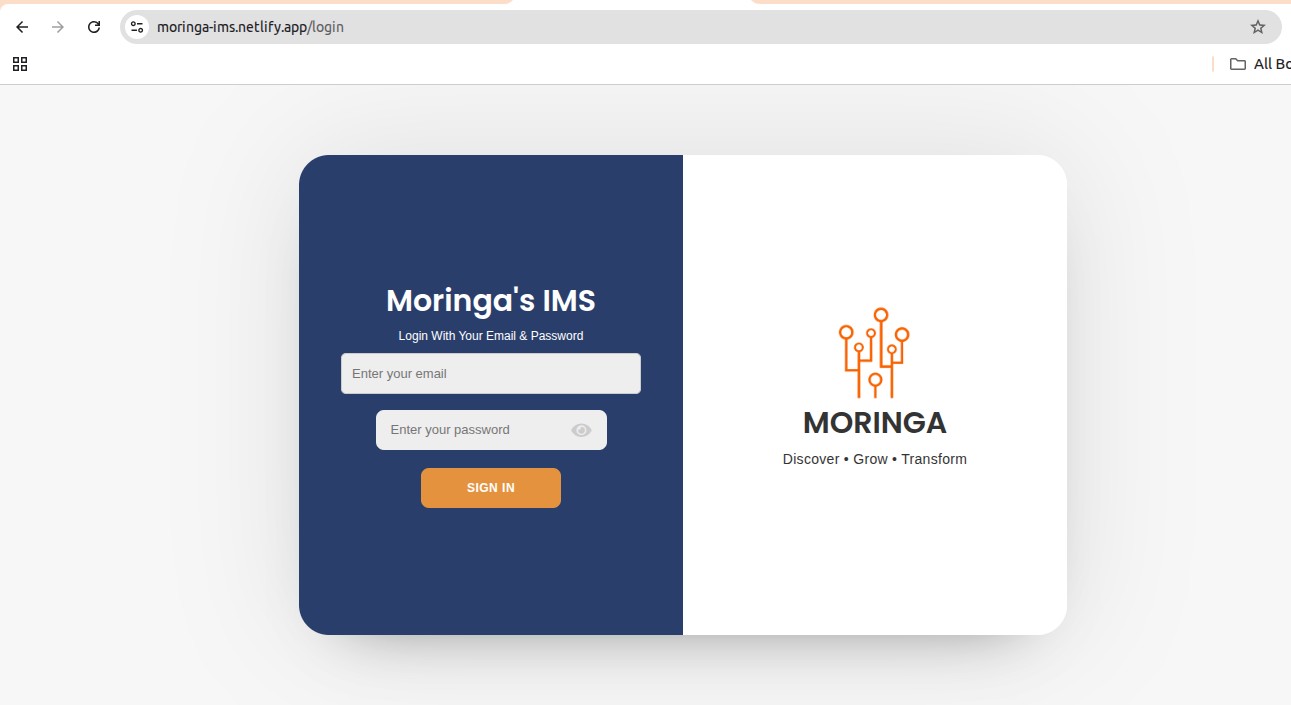 moringa-ims.netlify.app/login
All Bo
Moringa's IMS
Login With Your Email & Password
Enter your email
Enter your password
SIGN IN
MORINGA
Discover • Grow • Transform